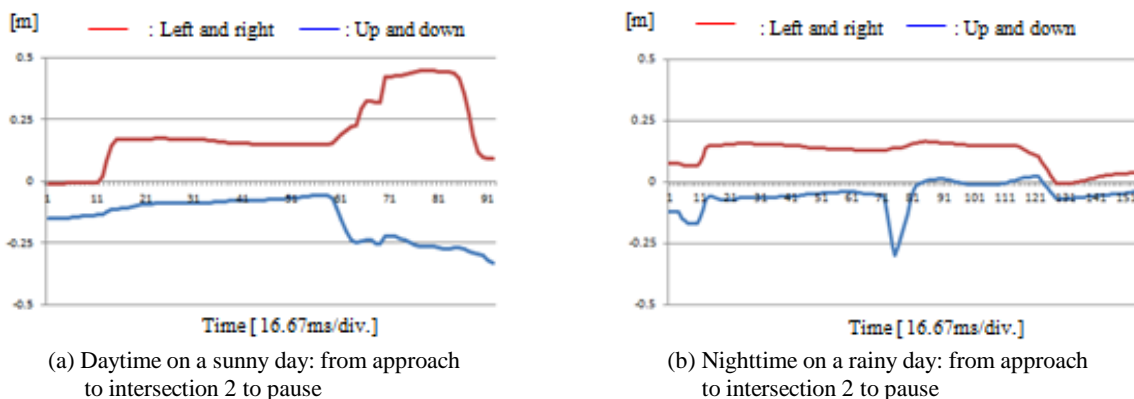 [m]
: Left and right : Up and down
0.5
0.25
0
-0.25
-0.5
1 11 21 31 41 51 61 71 81 91
Time [ 16.67ms/div.]
(a) Daytime on a sunny day: from approach
to intersection 2 to pause
[m]
: Left and right : Up and down
0.5
0.25
0
-0.25
-0.5
1 11 21 31 41 51 61 71 81 91 101 111 121 131 141 151
Time [ 16.67ms/div.]
(b) Nighttime on a rainy day: from approach
to intersection 2 to pause